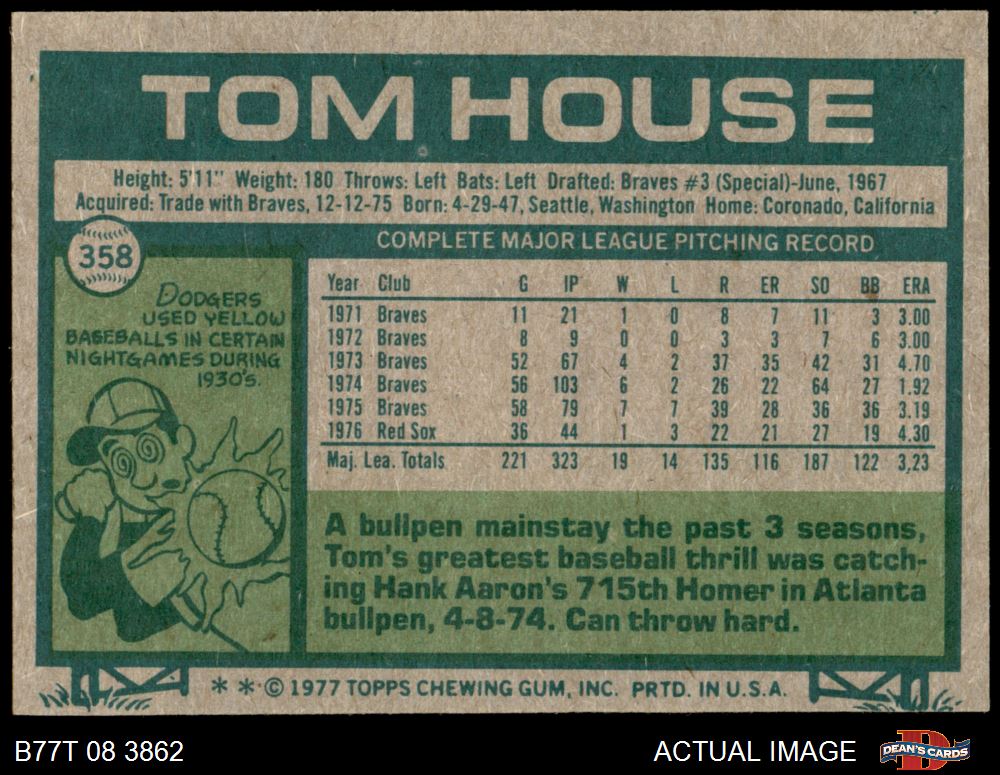 TOM HOUSE
Height: 5'11" Weight: 180 Throws: Left Bats: Left Drafted: Braves #3 (Special)-June, 1967
Acquired: Trade with Braves, 12-12-75 Born: 4-29-47, Seattle, Washington Home: Coronado, California
358
DODGERS
USED YELLOW
BASEBALLS IN CERTAIN
NIGHTGAMES DURING
1930's.
COMPLETE MAJOR LEAGUE PITCHING RECORD
Year Club G IP W L R ER SO BB ERA
1971 Braves 11 21 1 0 8 7 11 3 3.00
1972 Braves 8 9 0 0 3 3 7 6 3.00
1973 Braves 52 67 4 2 37 35 42 31 4.70
1974 Braves 56 103 6 2 26 22 64 27 1.92
1975 Braves 58 79 7 7 39 28 36 36 3.19
1976 Red Sox 36 44 1 3 22 21 27 19 4.30
Maj. Lea. Totals 221 323 19 14 135 116 187 122 3,23
A bullpen mainstay the past 3 seasons,
Tom's greatest baseball thrill was catch-
ing Hank Aaron's 715th Homer in Atlanta
bullpen, 4-8-74. Can throw hard.
* * © 1977 TOPPS CHEWING GUM, INC. PRTD. IN U.S.A.
B77T 08 3862 ACTUAL IMAGE
D
DEAN'S CARDS